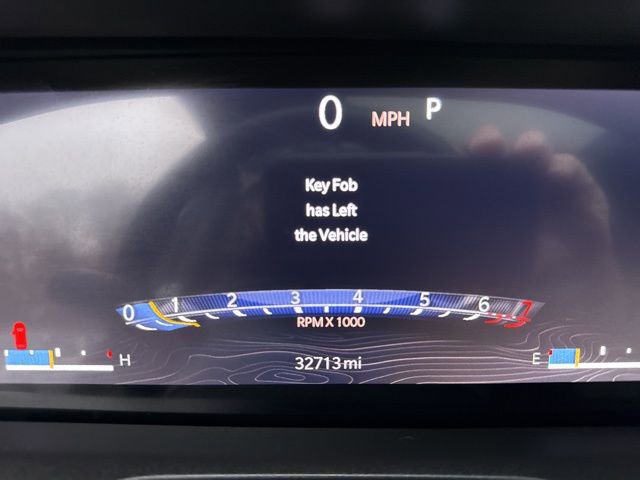 0 MPH P
Key Fob
has Left
the Vehicle
0 1 2 3 4 5 6 7
RPM X 1000
H
E
32713 mi